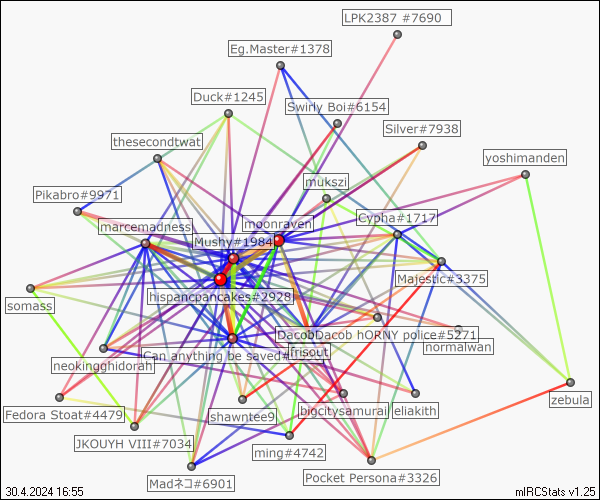 LPK2387 #7690
Eg.Master#1378
Duck#1245
Swirly Boi#6154
Silver#7938
thesecondtwat
yoshimanden
mukszi
Pikabro#9971
marcemadness
moonraven
Cypha#1717
Mushy#1984
Majestic#3375
hispancpancakes#2928
somass
DacobDacob hORNY police#5271
normalwan
Can anything be saved#
frisout
neokingghidorah
zebula
Fedora Stoat#4479
shawntee9
bigcitysamurai
eliakith
JKOUYH VIII#7034
ming#4742
Madネコ#6901
Pocket Persona#3326
30.4.2024 16:55
mIRCStats v1.25